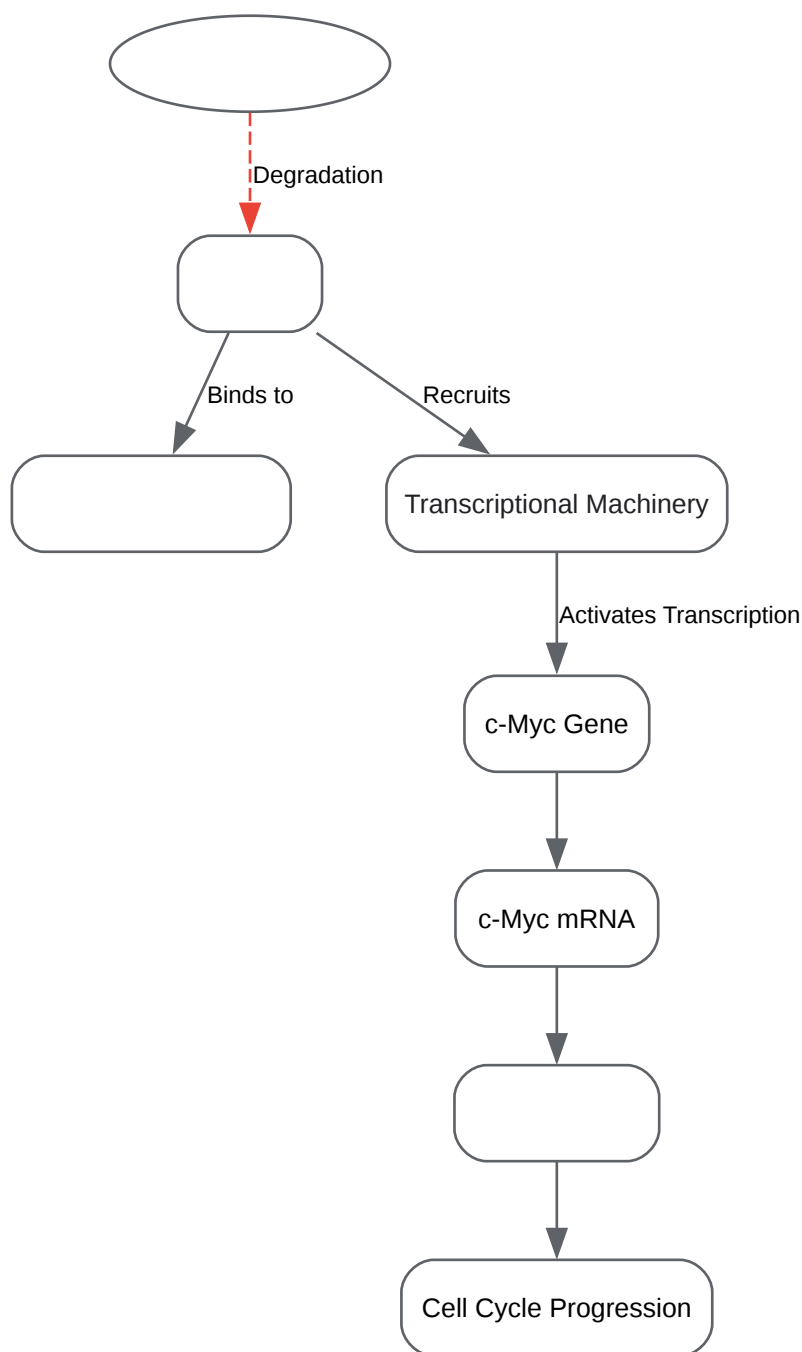 Degradation
Binds to
Recruits
Transcriptional Machinery
Activates Transcription
c-Myc Gene
c-Myc mRNA
Cell Cycle Progression